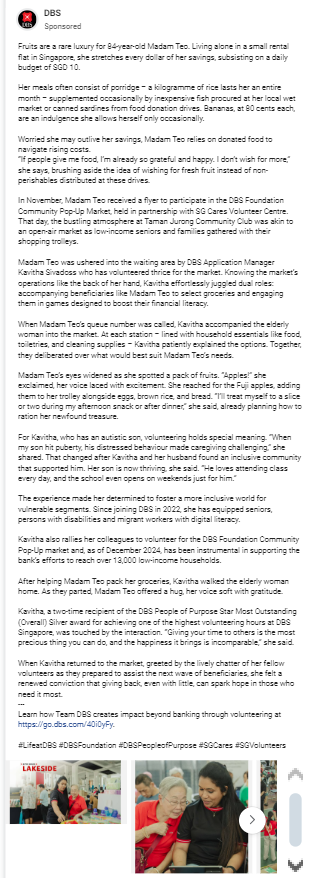 DBS
Sponsored
Fruits are a rare luxury for 84-year-old Madam Teo. Living alone in a small rental
flat in Singapore, she stretches every dollar of her savings, subsisting on a daily
budget of SGD 10.
Her meals often consist of porridge – a kilogramme of rice lasts her an entire
month – supplemented occasionally by inexpensive fish procured at her local wet
market or canned sardines from food donation drives. Bananas, at 80 cents each,
are an indulgence she allows herself only occasionally.
Worried she may outlive her savings, Madam Teo relies on donated food to
navigate rising costs.
"If people give me food, I'm already so grateful and happy. I don't wish for more,"
she says, brushing aside the idea of wishing for fresh fruit instead of non-
perishables distributed at these drives.
In November, Madam Teo received a flyer to participate in the DBS Foundation
Community Pop-Up Market, held in partnership with SG Cares Volunteer Centre.
That day, the bustling atmosphere at Taman Jurong Community Club was akin to
an open-air market as low-income seniors and families gathered with their
shopping trolleys.
Madam Teo was ushered into the waiting area by DBS Application Manager
Kavitha Sivadoss who has volunteered thrice for the market. Knowing the market's
operations like the back of her hand, Kavitha effortlessly juggled dual roles:
accompanying beneficiaries like Madam Teo to select groceries and engaging
them in games designed to boost their financial literacy.
When Madam Teo's queue number was called, Kavitha accompanied the elderly
woman into the market. At each station – lined with household essentials like food,
toiletries, and cleaning supplies – Kavitha patiently explained the options. Together,
they deliberated over what would best suit Madam Teo's needs.
Madam Teo's eyes widened as she spotted a pack of fruits. "Apples!" she
exclaimed, her voice laced with excitement. She reached for the Fuji apples, adding
them to her trolley alongside eggs, brown rice, and bread. "I'll treat myself to a slice
or two during my afternoon snack or after dinner," she said, already planning how to
ration her newfound treasure.
For Kavitha, who has an autistic son, volunteering holds special meaning. "When
my son hit puberty, his distressed behaviour made caregiving challenging," she
shared. That changed after Kavitha and her husband found an inclusive community
that supported him. Her son is now thriving, she said. "He loves attending class
every day, and the school even opens on weekends just for him."
The experience made her determined to foster a more inclusive world for
vulnerable segments. Since joining DBS in 2022, she has equipped seniors,
persons with disabilities and migrant workers with digital literacy.
Kavitha also rallies her colleagues to volunteer for the DBS Foundation Community
Pop-Up market and, as of December 2024, has been instrumental in supporting the
bank's efforts to reach over 13,000 low-income households.
After helping Madam Teo pack her groceries, Kavitha walked the elderly woman
home. As they parted, Madam Teo offered a hug, her voice soft with gratitude.
Kavitha, a two-time recipient of the DBS People of Purpose Star Most Outstanding
(Overall) Silver award for achieving one of the highest volunteering hours at DBS
Singapore, was touched by the interaction. "Giving your time to others is the most
precious thing you can do, and the happiness it brings is incomparable," she said.
When Kavitha returned to the market, greeted by the lively chatter of her fellow
volunteers as they prepared to assist the next wave of beneficiaries, she felt a
renewed conviction that giving back, even with little, can spark hope in those who
need it most.
---
Learn how Team DBS creates impact beyond banking through volunteering at
https://go.dbs.com/40i0yFy.
#LifeatDBS #DBSFoundation #DBSPeopleofPurpose #SGCares #SGVolunteers
LAKESIDE